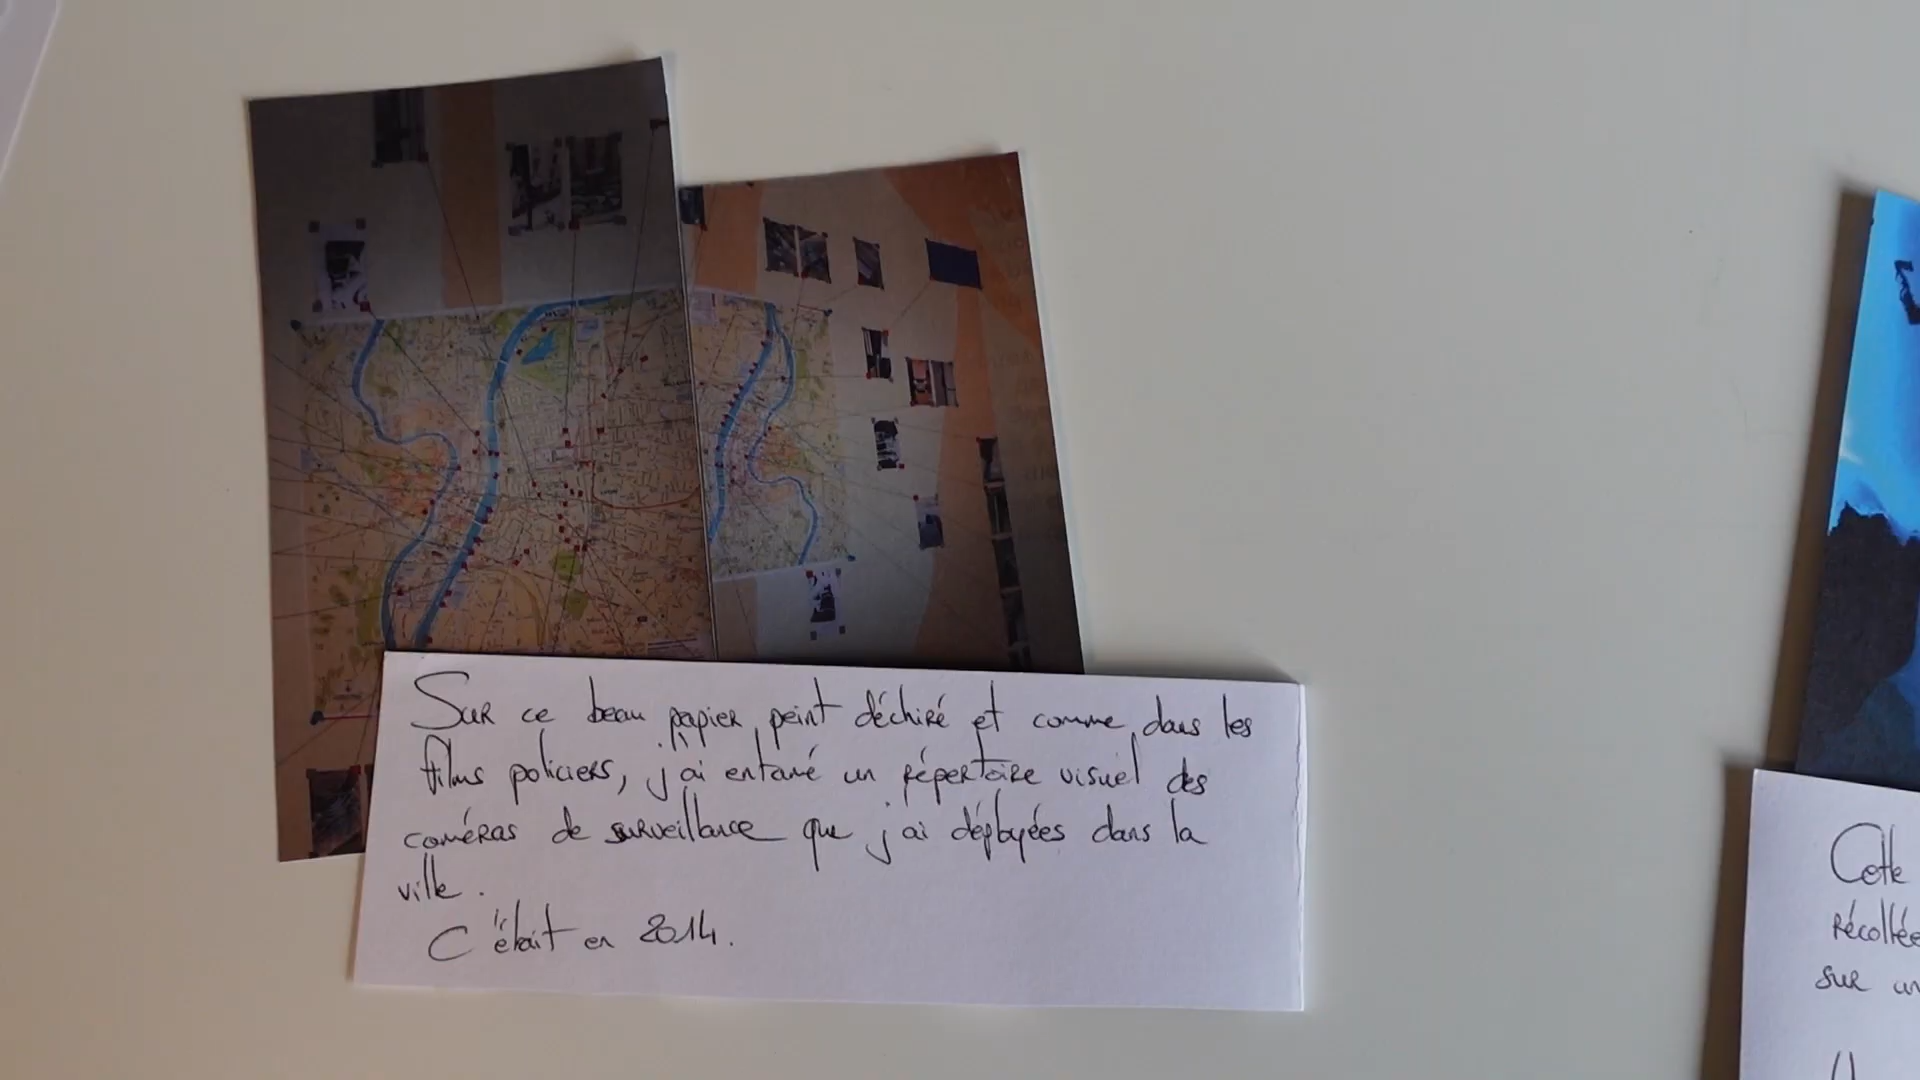 Sur ce beau papier peint déchiré et comme dans les
films policiers, j'ai entamé un répertoire visuel des
caméras de surveillance que j'ai déployées dans la
ville.
C'était en 2014.
Cette
récoltée
sur un